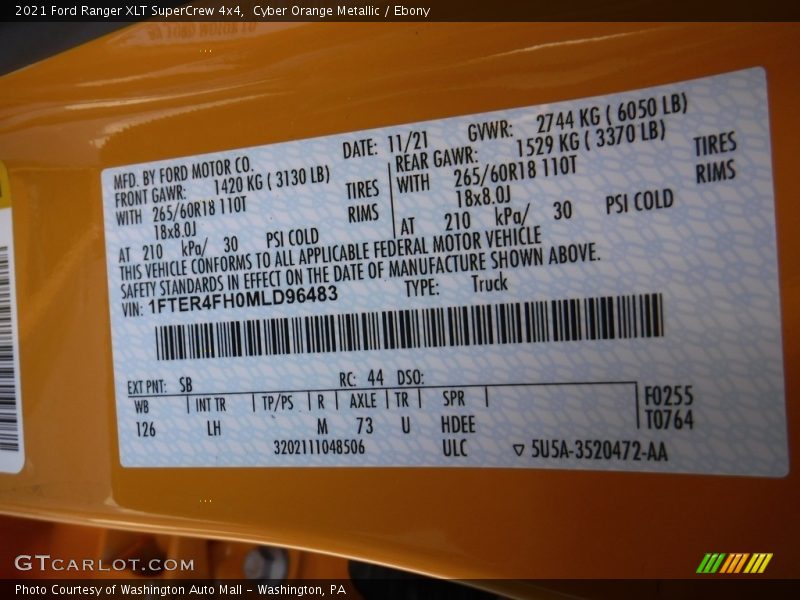 2021 Ford Ranger XLT SuperCrew 4x4,  Cyber Orange Metallic / Ebony
MFD. BY FORD MOTOR CO. DATE: 11/21 GVWR: 2744 KG ( 6050 LB)
FRONT GAWR: 1420 KG ( 3130 LB) REAR GAWR: 1529 KG ( 3370 LB)
WITH 265/60R18 110T TIRES WITH 265/60R18 110T TIRES
18x8.0J RIMS 18x8.0J RIMS
AT 210 kPa/ 30 PSI COLD AT 210 kPa/ 30 PSI COLD
THIS VEHICLE CONFORMS TO ALL APPLICABLE FEDERAL MOTOR VEHICLE
SAFETY STANDARDS IN EFFECT ON THE DATE OF MANUFACTURE SHOWN ABOVE.
VIN: 1FTER4FH0MLD96483 TYPE: Truck
EXT PNT: SB RC: 44 DSO:
WB INT TR TP/PS R AXLE TR SPR F0255
126 LH M 73 U HDEE T0764
3202111048506 ULC ▽ 5U5A-3520472-AA
GTCARLOT.COM
Photo Courtesy of Washington Auto Mall - Washington, PA